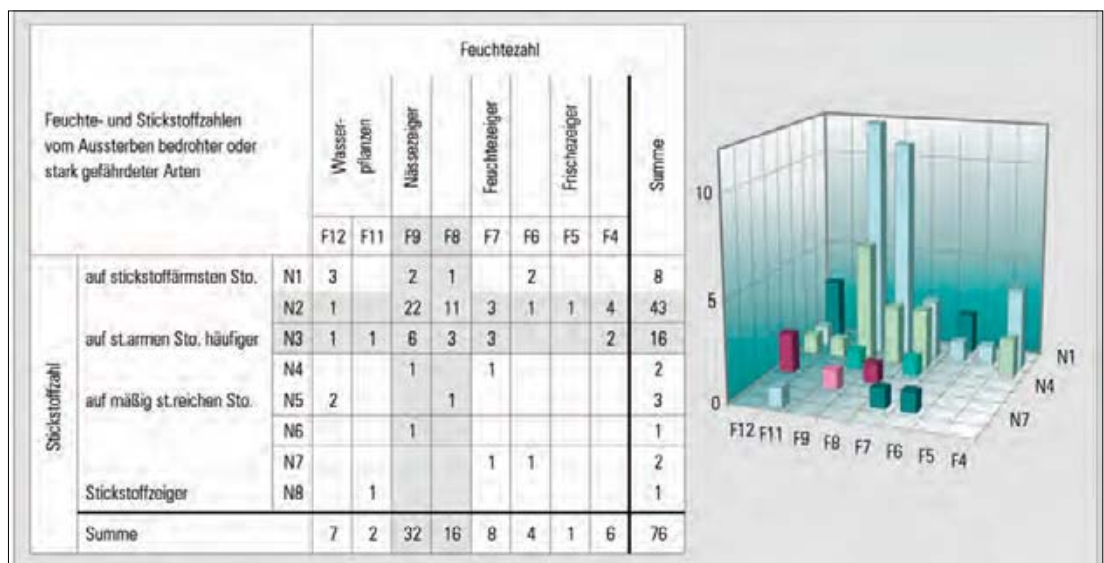 Feuchtezahl
Feuchte- und Stickstoffzahlen
vom Aussterben bedrohter oder
stark gefährdeter Arten
Wasser-
pflanzen
Nässezeiger
Feuchtezeiger
Frischezeiger
Summe
F12 F11 F9 F8 F7 F6 F5 F4
Stickstoffzahl
auf stickstoffärmsten Sto. N1 3 2 1 2 8
N2 1 22 11 3 1 1 4 43
auf st.armen Sto. häufiger N3 1 1 6 3 3 2 16
N4 1 1 2
auf mäßig st.reichen Sto. N5 2 1 3
N6 1 1
N7 1 1 2
Stickstoffzeiger N8 1 1
Summe 7 2 32 16 8 4 1 6 76
10
5
0
F12 F11 F9 F8 F7 F6 F5 F4
N1
N4
N7